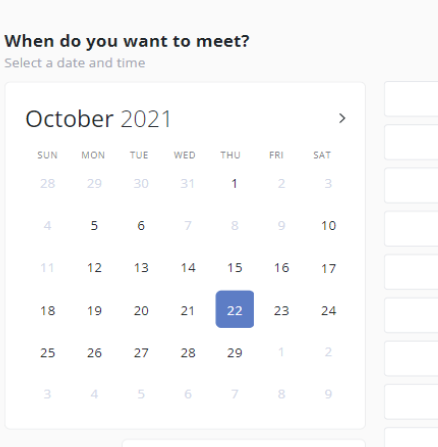 When do you want to meet?
Select a date and time
October 2021 >
SUN MON TUE WED THU FRI SAT
28 29 30 31 1 2 3
4 5 6 7 8 9 10
11 12 13 14 15 16 17
18 19 20 21 22 23 24
25 26 27 28 29 1 2
3 4 5 6 7 8 9